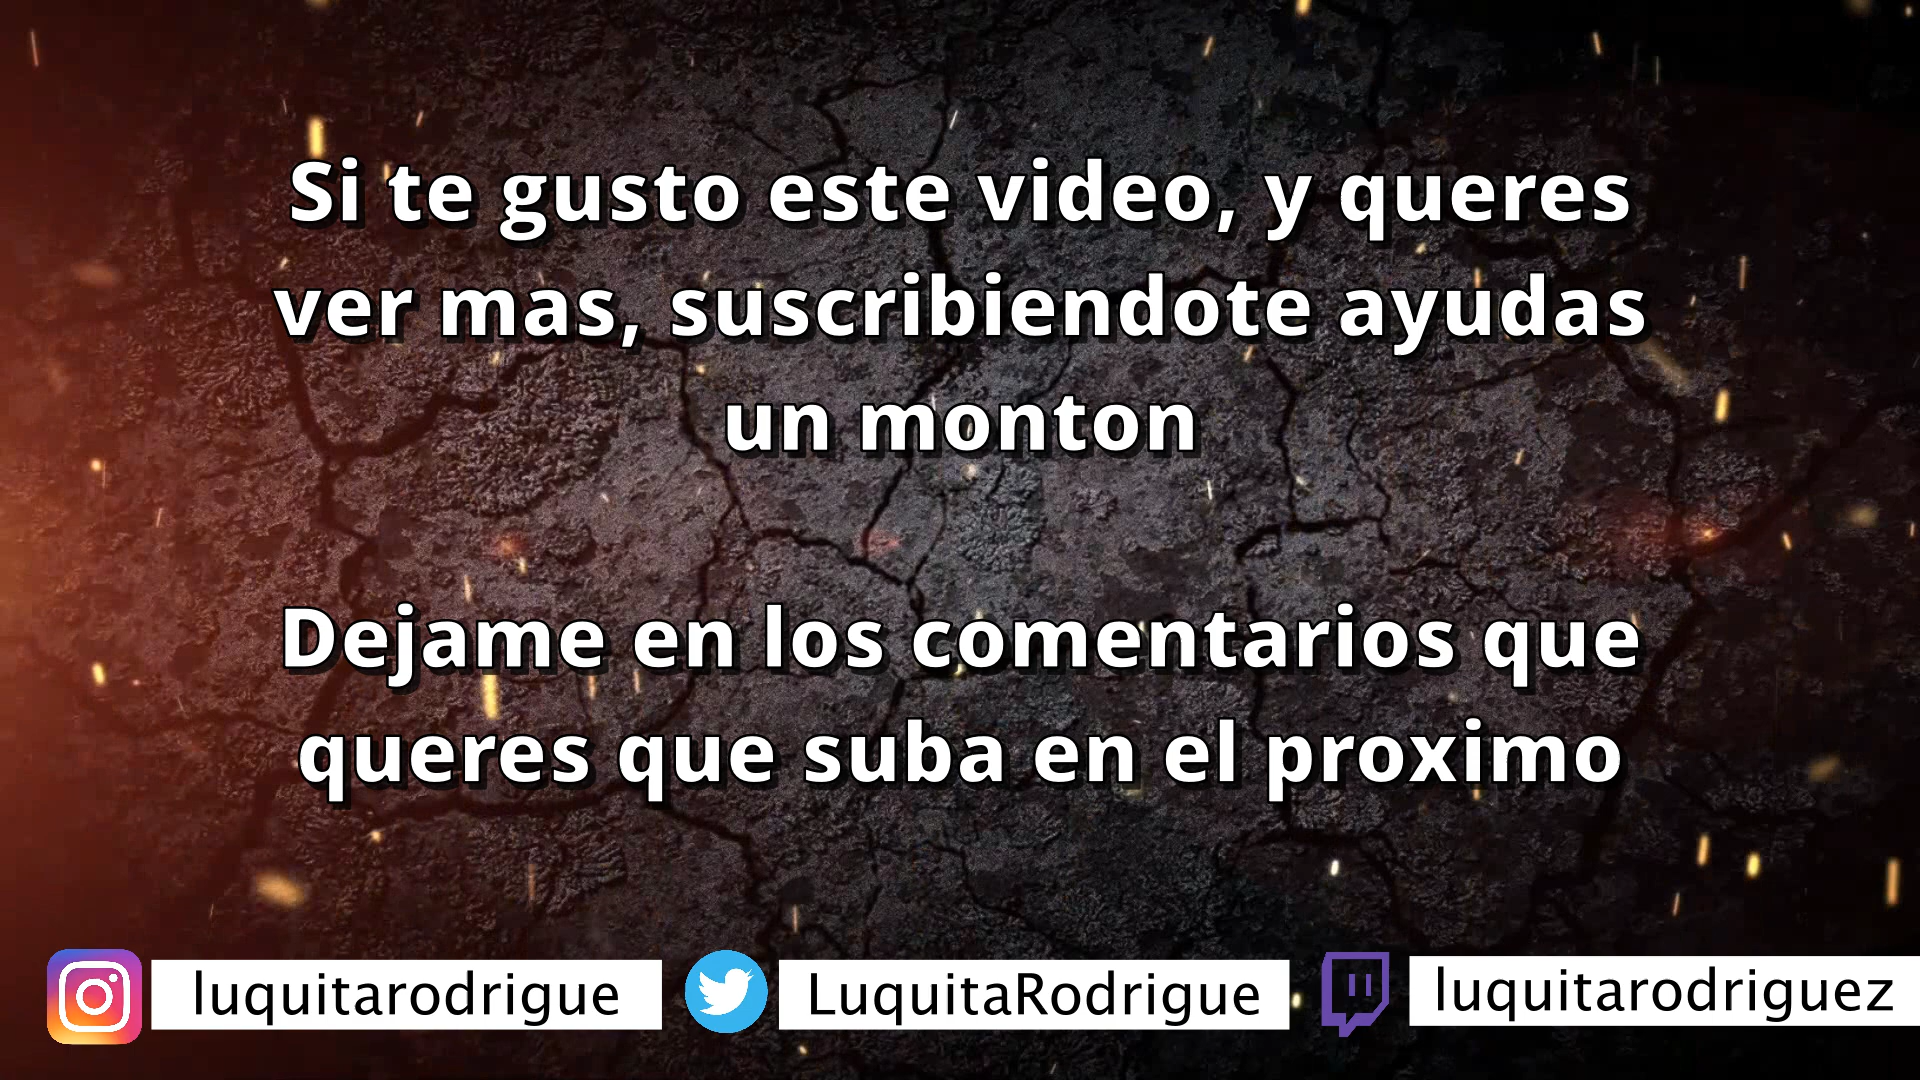 Si te gusto este video, y queres
ver mas, suscribiendote ayudas
un monton
Dejame en los comentarios que
queres que suba en el proximo
luquitarodrigue
LuquitaRodrigue
luquitarodriguez